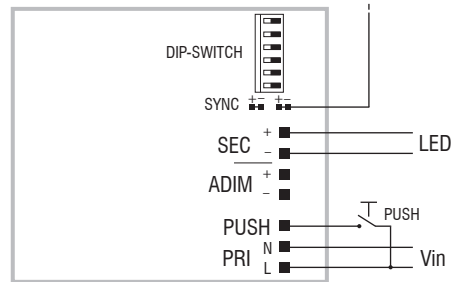 DIP-SWITCH
SYNC + - + -
SEC + - LED
ADIM + -
PUSH PUSH
PRI N L Vin